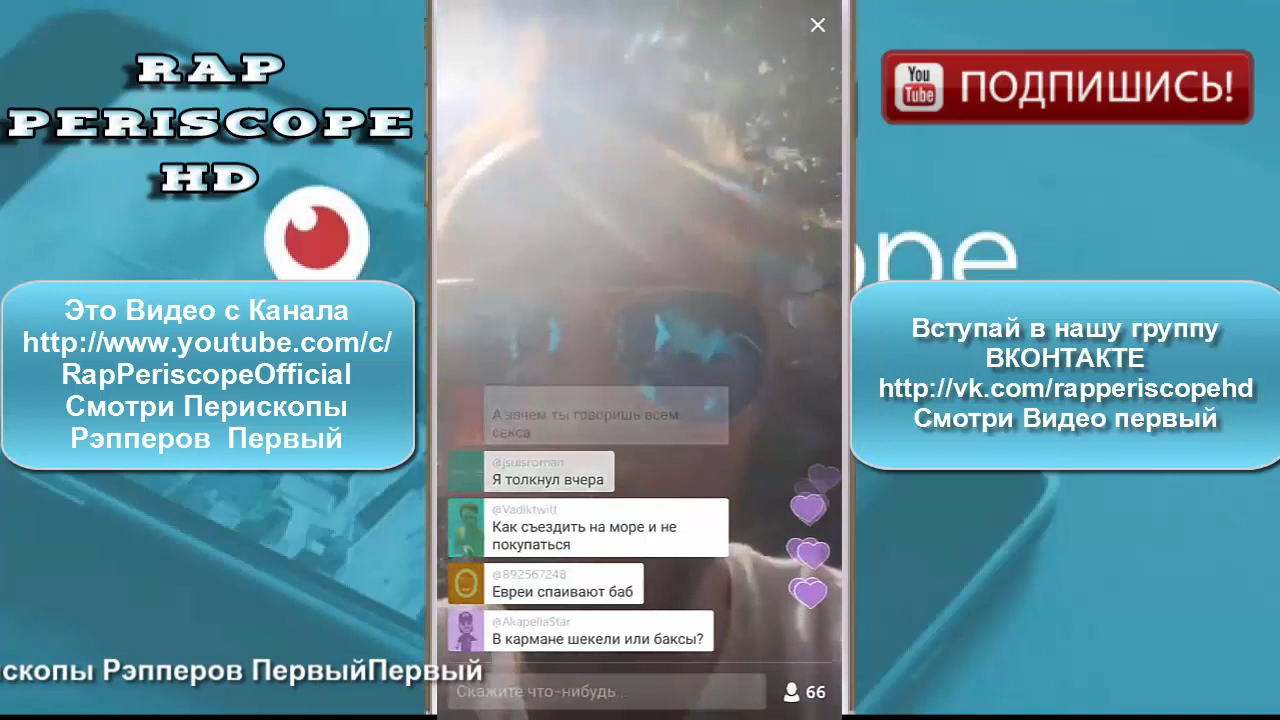 RAP
PERISCOPE
HD
Это Видео с Канала
http://www.youtube.com/c/
RapPeriscopeOfficial
Смотри Перископы
Рэпперов Первый
скопы Рэпперов ПервыйПервый
А зачем ты говоришь всем
секса
@jsuisroman
Я толкнул вчера
@Vadiktwitt
Как съездить на море и не
покупаться
@892567248
Евреи спаивают баб
@AkapellaStar
В кармане шекели или баксы?
Скажите что-нибудь..
66
You
Tube
ПОДПИШИСЬ!
ope
Вступай в нашу группу
ВКОНТАКТЕ
http://vk.com/rapperiscopehd
Смотри Видео первый